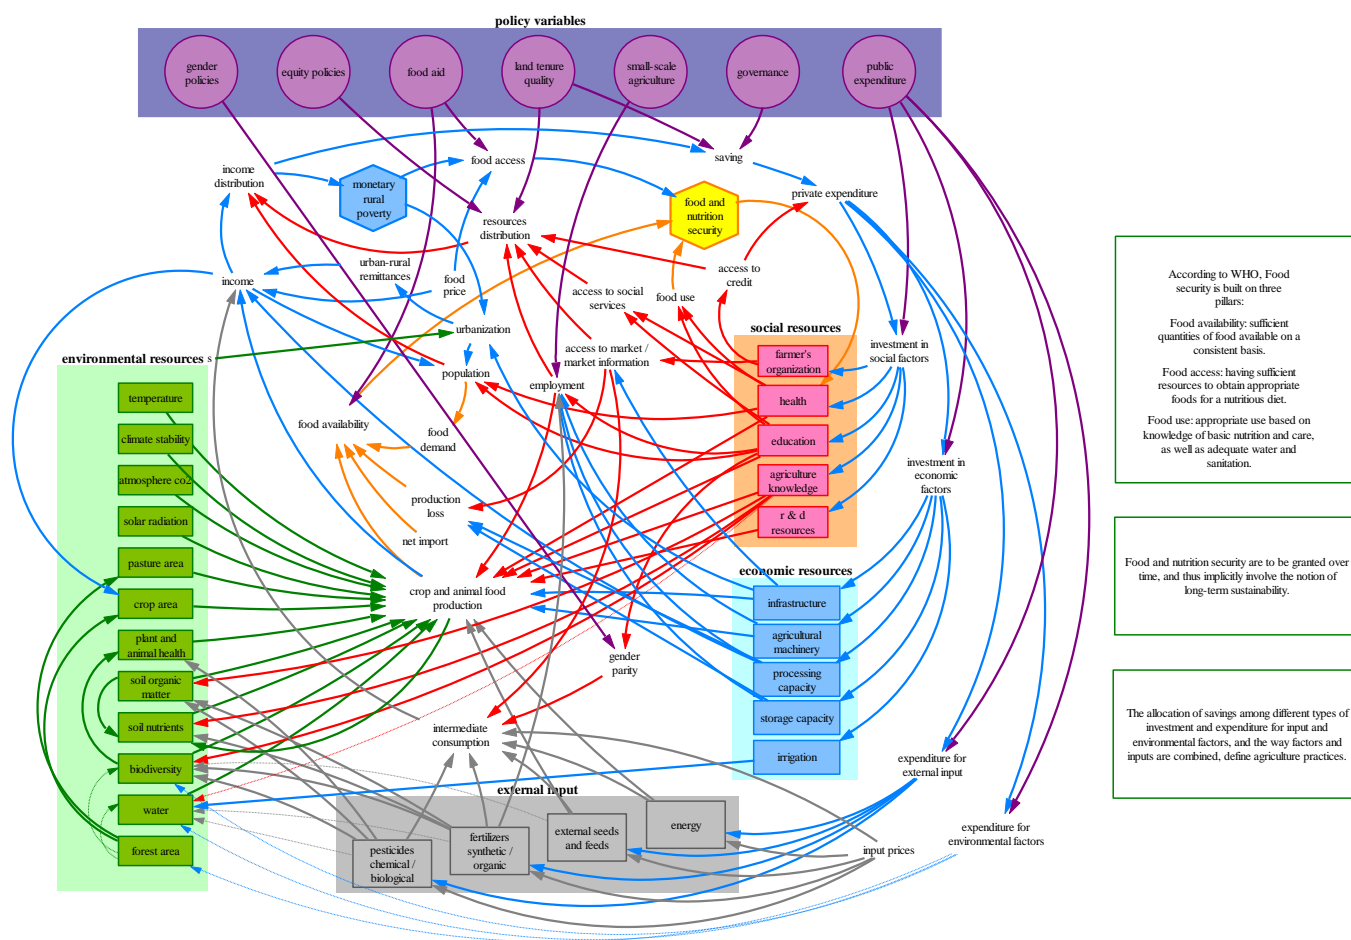 policy variables
gender
policies
equity policies
food aid
land tenure
quality
small-scale
agriculture
governance
public
expenditure
saving
food access
income
distribution
monetary
rural
poverty
food and
nutrition
security
private expenditure
resources
distribution
urban-rural
remittances
income
food
price
access to
credit
access to social
services
food use
urbanization
social resources
environmental resources s
access to market /
market information
farmer's
organization
investment in
social factors
population
employment
temperature
health
food availability
food
demand
climate stability
education
atmosphere co2
agriculture
knowledge
investment in
economic
factors
production
loss
solar radiation
r & d
resources
net import
pasture area
economic resources
crop and animal food
production
crop area
infrastructure
plant and
animal health
agricultural
machinery
gender
parity
soil organic
matter
processing
capacity
soil nutrients
storage capacity
intermediate
consumption
biodiversity
irrigation
expenditure for
external input
external input
water
energy
external seeds
and feeds
fertilizers
synthetic /
organic
expenditure for
environmental factors
forest area
pesticides
chemical /
biological
input prices
According to WHO, Food
security is built on three
pillars:
Food availability: sufficient
quantities of food available on a
consistent basis.
Food access: having sufficient
resources to obtain appropriate
foods for a nutritious diet.
Food use: appropriate use based on
knowledge of basic nutrition and care,
as well as adequate water and
sanitation.
Food and nutrition security are to be granted over
time, and thus implicitly involve the notion of
long-term sustainability.
The allocation of savings among different types of
investment and expenditure for input and
environmental factors, and the way factors and
inputs are combined, define agriculture practices.